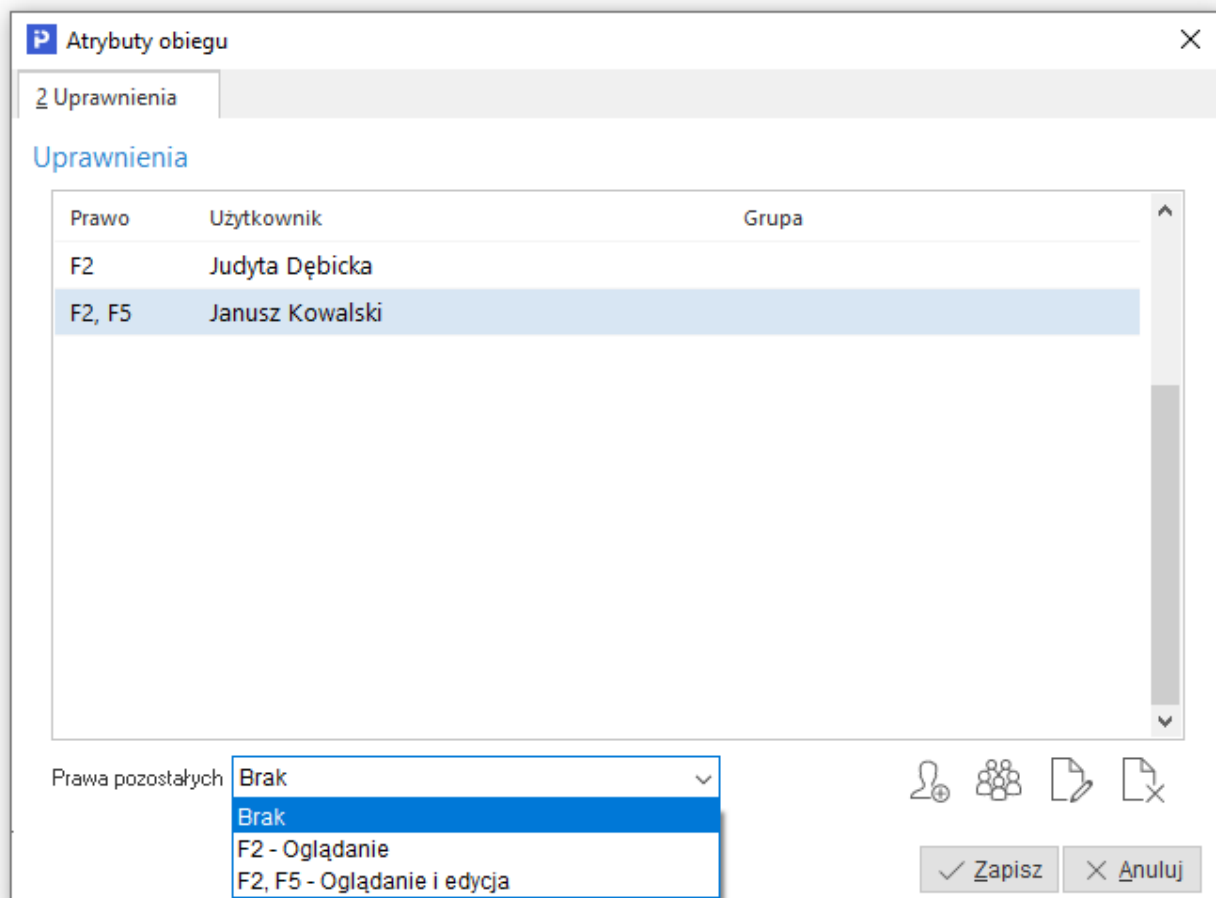 Atrybuty obiegu
2 Uprawnienia
Uprawnienia
Prawo Użytkownik Grupa
F2 Judyta Dębicka
F2, F5 Janusz Kowalski
Prawa pozostałych Brak
Brak
F2 - Oglądanie
F2, F5 - Oglądanie i edycja
Zapisz Anuluj